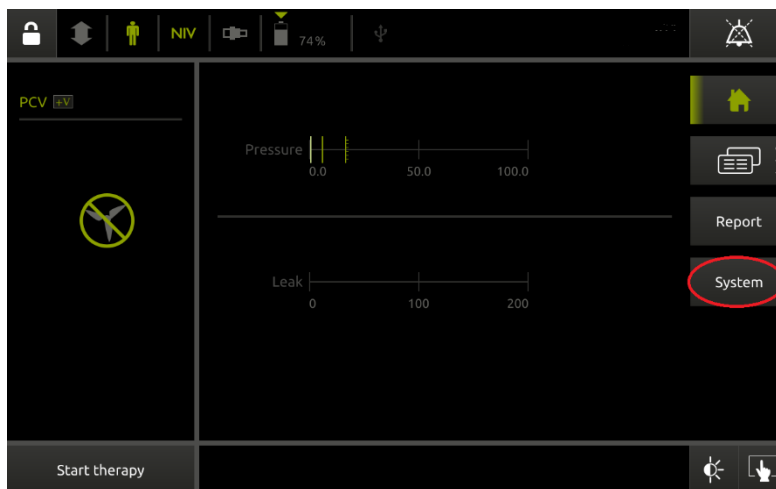 NIV
74%
PCV +V
Pressure
0.0 50.0 100.0
Report
Leak
0 100 200
System
Start therapy